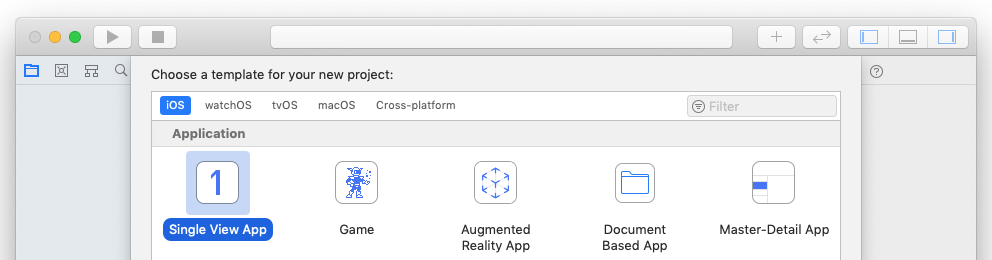 Choose a template for your new project:
iOS watchOS tvOS macOS Cross-platform Filter
Application
1
Single View App Game Augmented Reality App Document Based App Master-Detail App